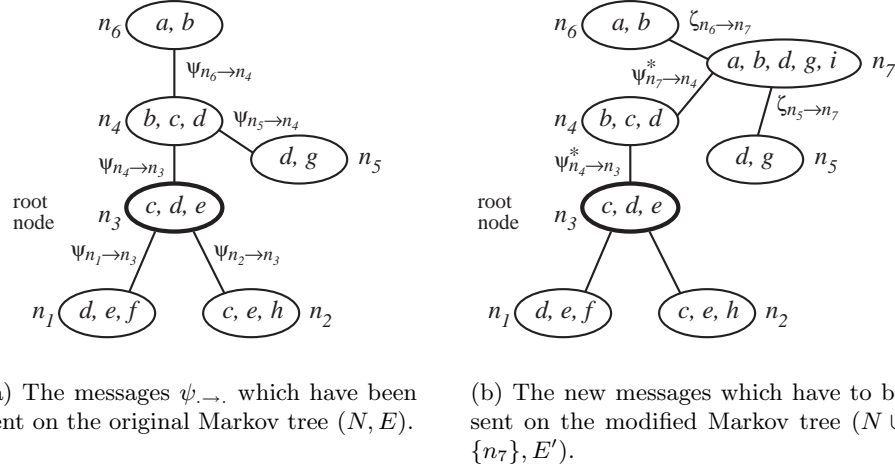 n6 a, b
ψn6→n4
n4 b, c, d
ψn5→n4
d, g n5
ψn4→n3
root
node
n3 c, d, e
ψn1→n3
ψn2→n3
n1 d, e, f
c, e, h n2
) The messages ψ.→. which have been
ent on the original Markov tree (N, E).
n6 a, b
ζn6→n7
a, b, d, g, i n7
ψ*n7→n4
n4 b, c, d
ζn5→n7
d, g n5
ψ*n4→n3
root
node
n3 c, d, e
n1 d, e, f
c, e, h n2
(b) The new messages which have to b
sent on the modified Markov tree (N ∪
{n7}, E′).